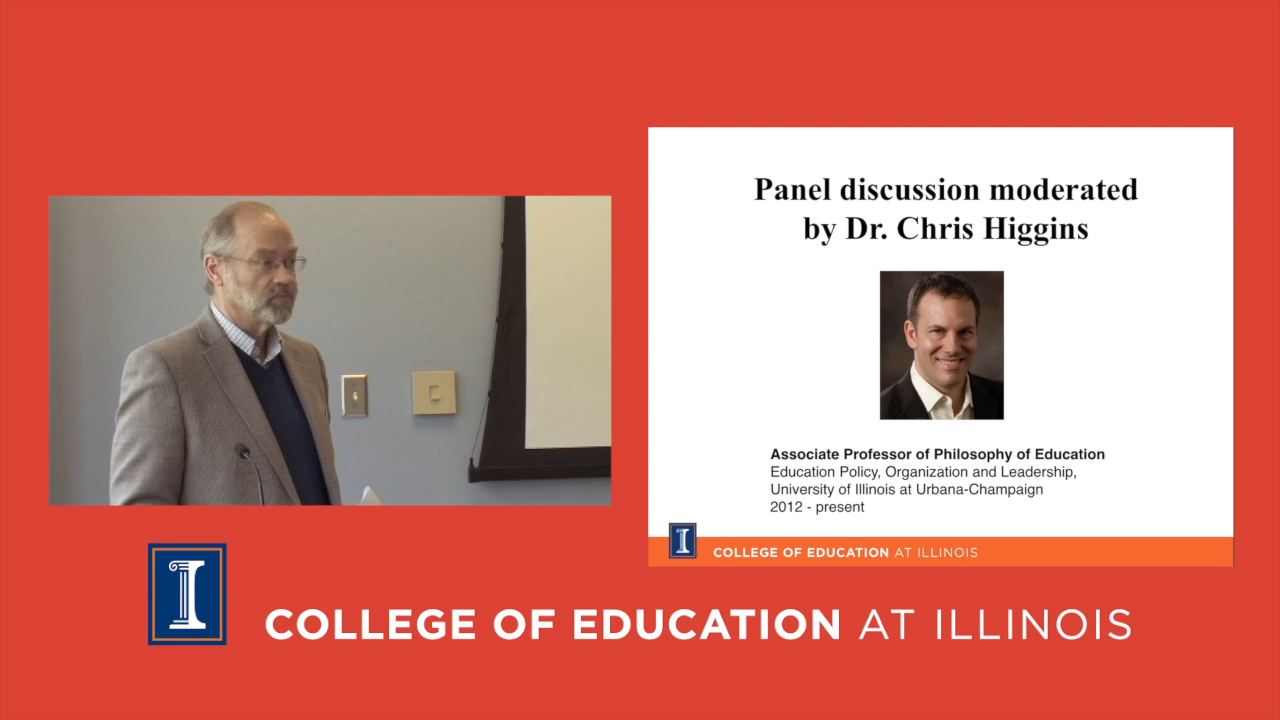 Panel discussion moderated
by Dr. Chris Higgins
Associate Professor of Philosophy of Education
Education Policy, Organization and Leadership,
University of Illinois at Urbana-Champaign
2012 - present
I
COLLEGE OF EDUCATION AT ILLINOIS
I
COLLEGE OF EDUCATION AT ILLINOIS